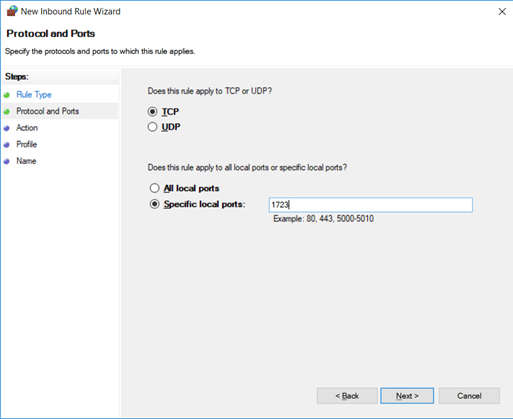 New Inbound Rule Wizard
Protocol and Ports
Specify the protocols and ports to which this rule applies.
Steps:
Rule Type
Protocol and Ports
Action
Profile
Name
Does this rule apply to TCP or UDP?
TCP
UDP
Does this rule apply to all local ports or specific local ports?
All local ports
Specific local ports: 1723
Example: 80, 443, 5000-5010
< Back Next > Cancel